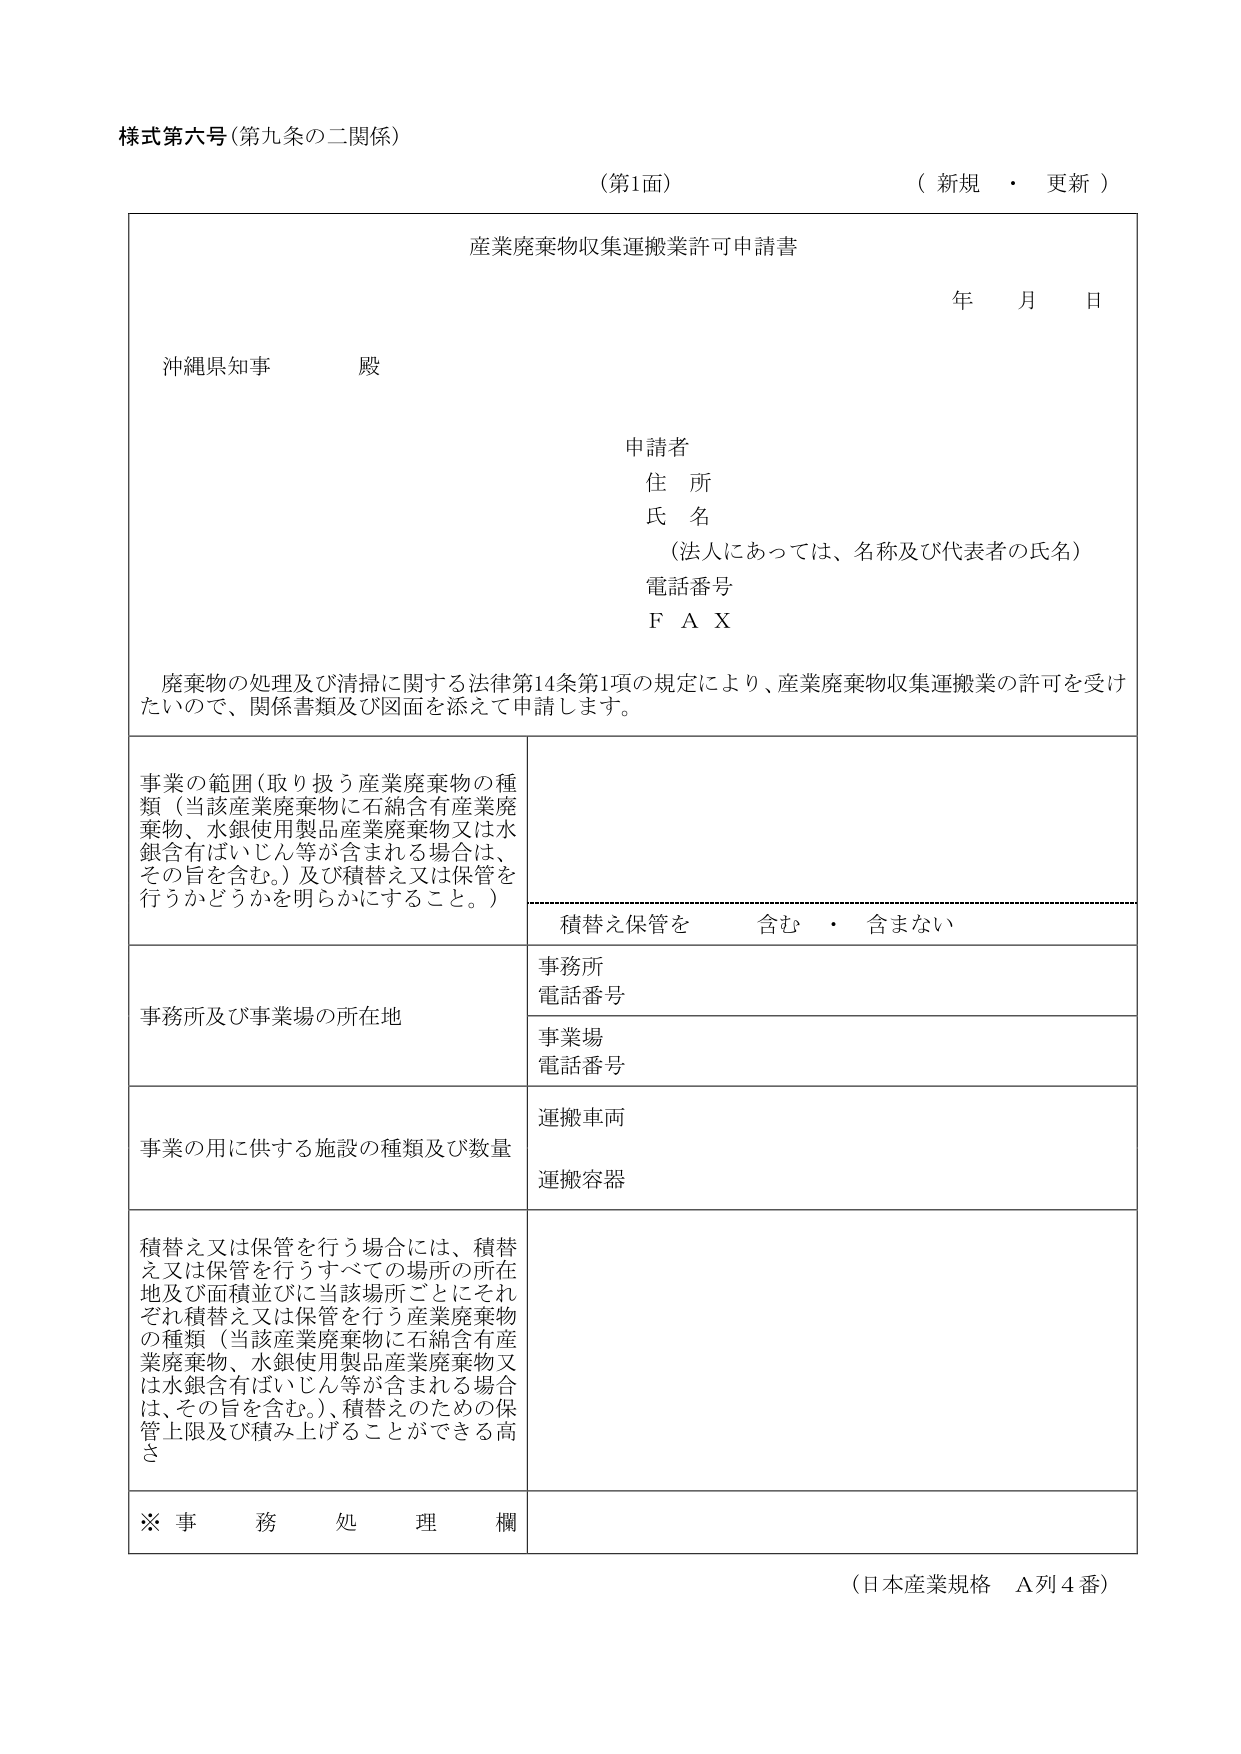 様式第六号（第九条の二関係）
（第1面）　（ 新規　・　更新 ）
産業廃棄物収集運搬業許可申請書
年　　月　　日
沖縄県知事　　　　殿
申請者
住　所
氏　名
（法人にあっては、名称及び代表者の氏名）
電話番号
ＦＡＸ
廃棄物の処理及び清掃に関する法律第14条第1項の規定により、産業廃棄物収集運搬業の許可を受け
たいので、関係書類及び図面を添えて申請します。
事業の範囲（取り扱う産業廃棄物の種
類（当該産業廃棄物に石綿含有産業廃
棄物、水銀使用製品産業廃棄物又は水
銀含有ばいじん等が含まれる場合は、
その旨を含む。）及び積替え又は保管を
行うかどうかを明らかにすること。）
積替え保管を　　　含む　・　含まない
事務所及び事業場の所在地
事務所
電話番号
事業場
電話番号
事業の用に供する施設の種類及び数量
運搬車両
運搬容器
積替え又は保管を行う場合には、積替
え又は保管を行うすべての場所の所在
地及び面積並びに当該場所ごとにそれ
ぞれ積替え又は保管を行う産業廃棄物
の種類（当該産業廃棄物に石綿含有産
業廃棄物、水銀使用製品産業廃棄物又
は水銀含有ばいじん等が含まれる場合
は、その旨を含む。）、積替えのための保
管上限及び積み上げることができる高
さ
※ 事　務　処　理　欄
（日本産業規格　Ａ列４番）